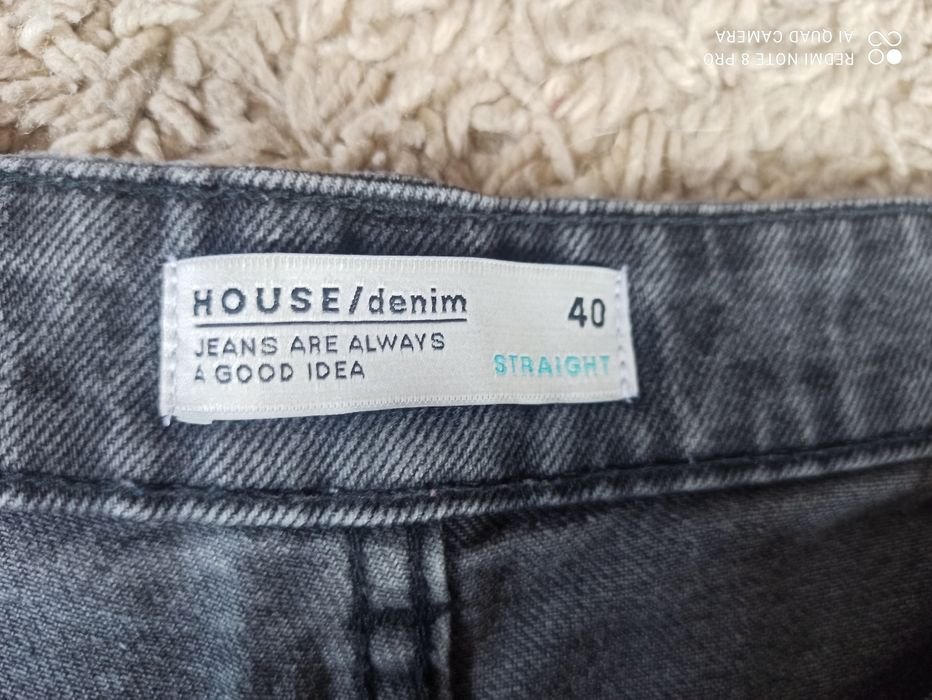 REDMI NOTE 8 PRO
AI QUAD CAMERA
HOUSE/denim
40
JEANS ARE ALWAYS
A GOOD IDEA
STRAIGHT